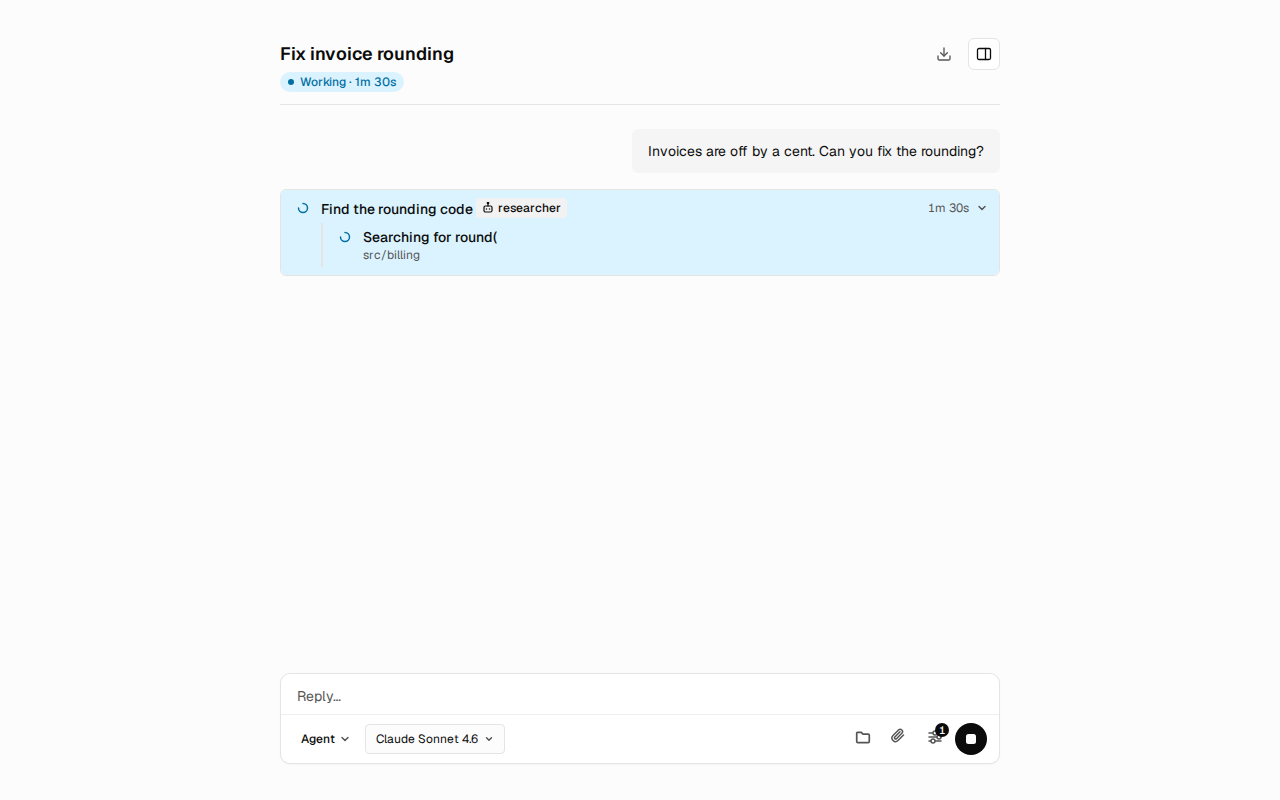 Fix invoice rounding
Working · 1m 30s
Invoices are off by a cent. Can you fix the rounding?
Find the rounding code researcher 1m 30s
Searching for round(
src/billing
Reply...
Agent Claude Sonnet 4.6 1